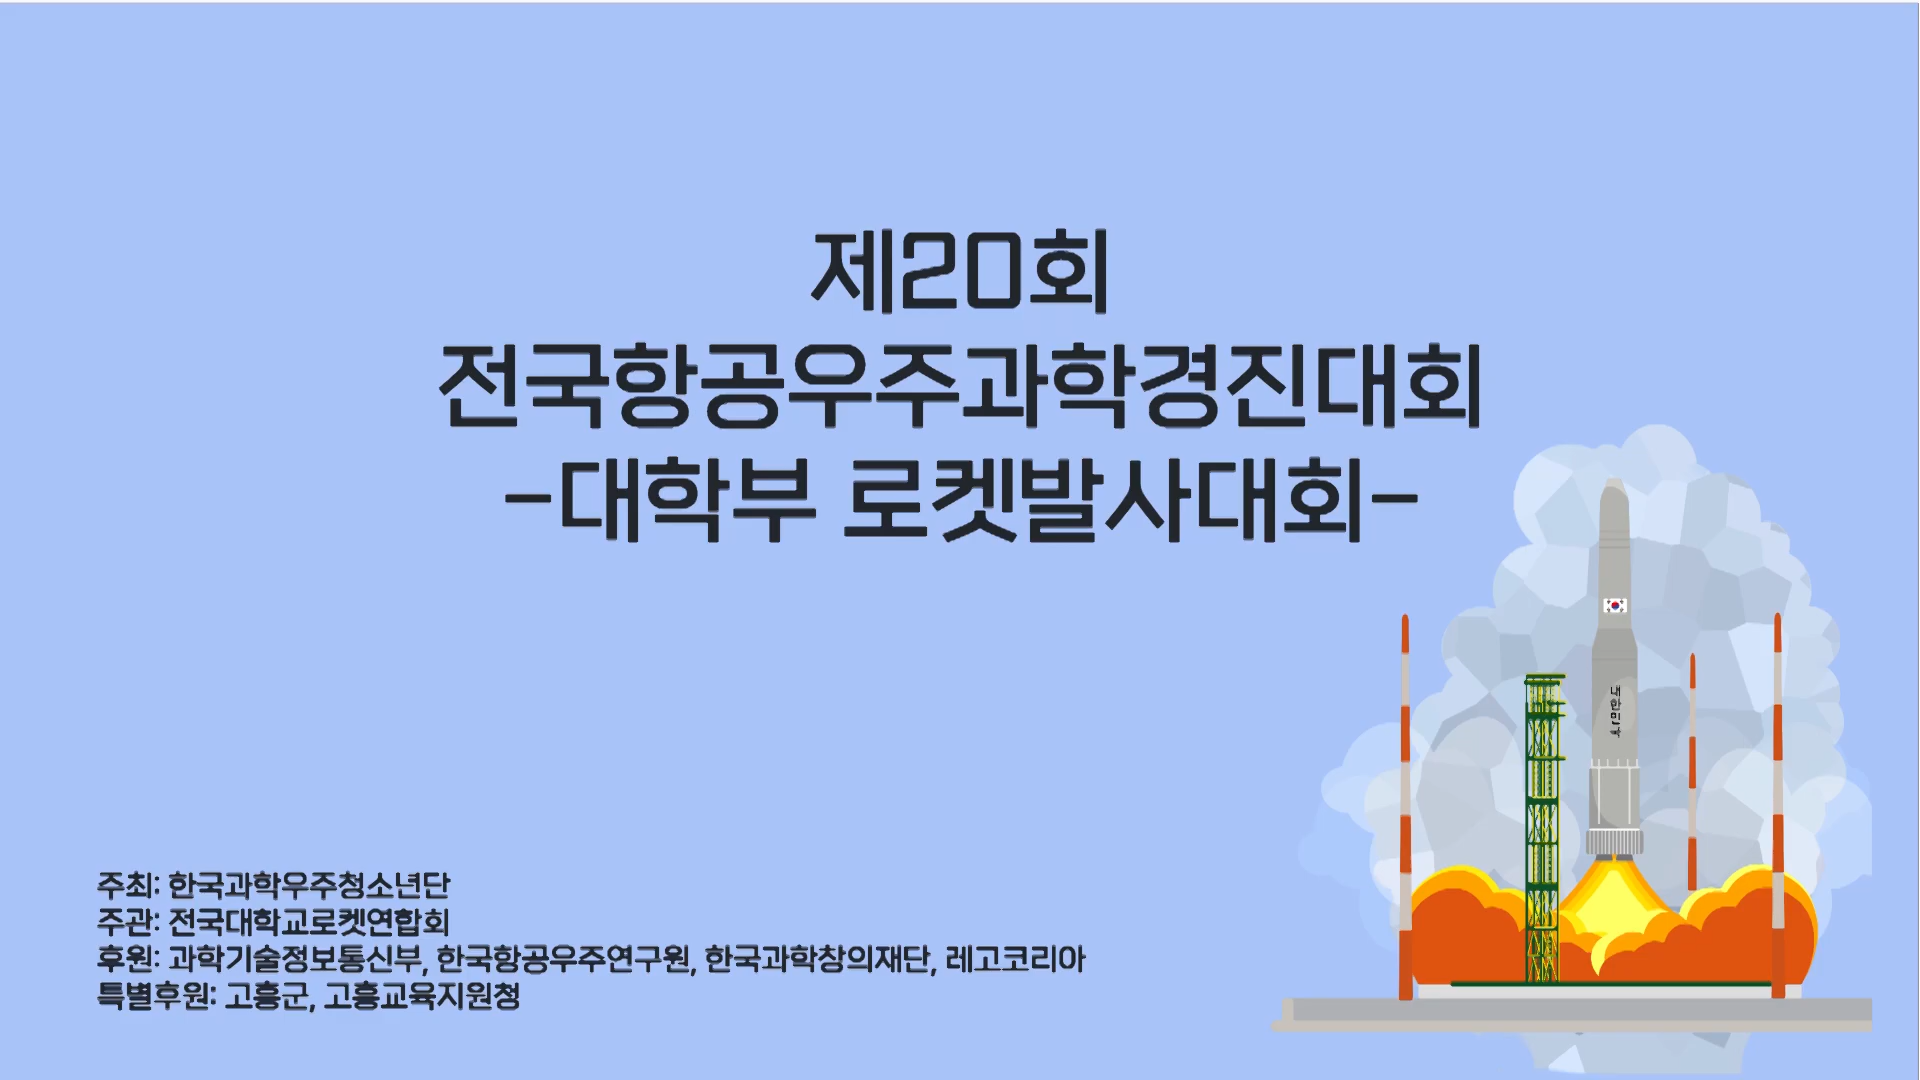 제20회
전국항공우주과학경진대회
-대학부 로켓발사대회-
대한민국
주최: 한국과학우주청소년단
주관: 전국대학교로켓연합회
후원: 과학기술정보통신부, 한국항공우주연구원, 한국과학창의재단, 레고코리아
특별후원: 고흥군, 고흥교육지원청